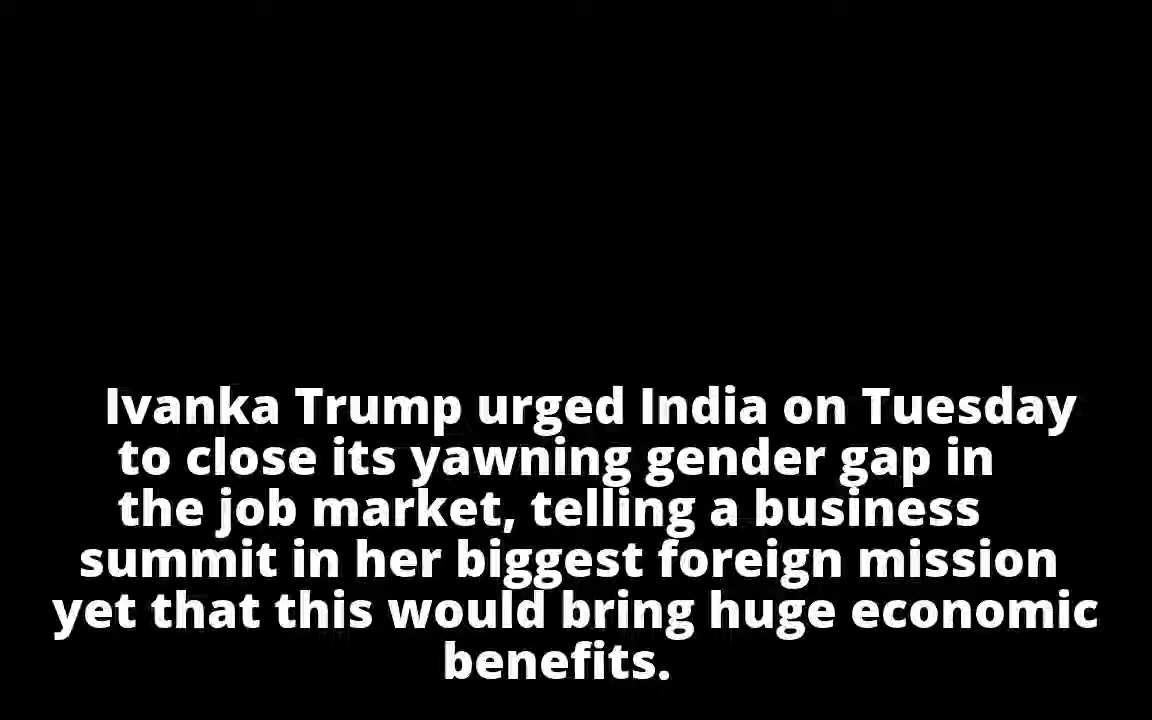 Ivanka Trump urged India on Tuesday
to close its yawning gender gap in
the job market, telling a business
summit in her biggest foreign mission
yet that this would bring huge economic
benefits.